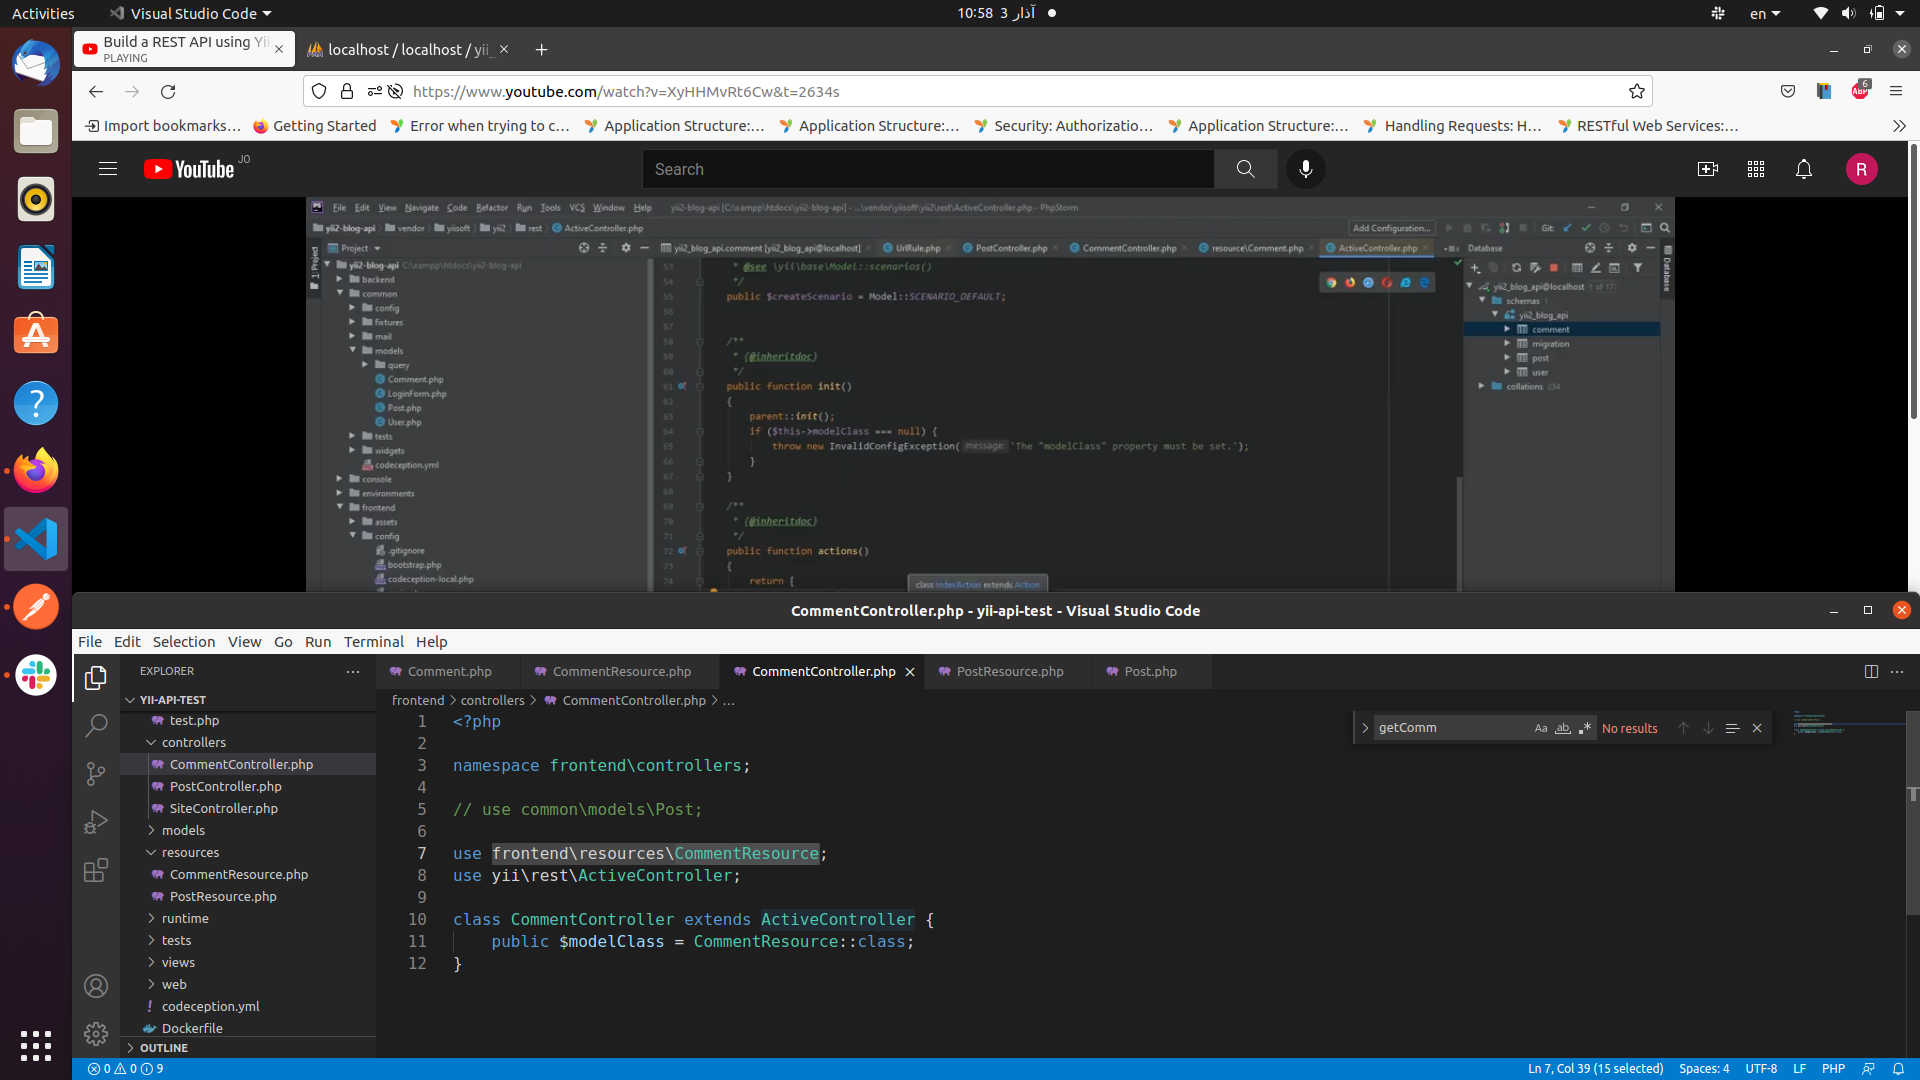 Activities
Visual Studio Code
10:58 آذار 3
en
Build a REST API using Yii
PLAYING
localhost / localhost / yii_
https://www.youtube.com/watch?v=XyHHMvRt6Cw&t=2634s
6
ABP
Import bookmarks...
Getting Started
Error when trying to c...
Application Structure:...
Application Structure:...
Security: Authorizatio...
Application Structure:...
Handling Requests: H...
RESTful Web Services:...
YouTube JO
Search
R
File Edit View Navigate Code Refactor Run Tools VCS Window Help
yii2-blog-api [C:\xampp\htdocs\yii2-blog-api] - ...\vendor\yiisoft\yii2\rest\ActiveController.php - PhpStorm
yii2-blog-api vendor yiisoft yii2 rest ActiveController.php
Add Configuration...
Git:
Project
yii2_blog_api.comment [yii2_blog_api@localhost]
UrlRule.php
PostController.php
CommentController.php
resource\Comment.php
ActiveController.php
Database
1: Project
yii2-blog-api C:\xampp\htdocs\yii2-blog-api
backend
common
config
fixtures
mail
models
query
Comment.php
LoginForm.php
Post.php
User.php
tests
widgets
codeception.yml
console
environments
frontend
assets
config
.gitignore
bootstrap.php
codeception-local.php
53 * @see \yii\base\Model::scenarios()
54 */
55 public $createScenario = Model::SCENARIO_DEFAULT;
56
57
58 /**
59 * {@inheritdoc}
60 */
61 public function init()
62 {
63 parent::init();
64 if ($this->modelClass === null) {
65 throw new InvalidConfigException( message: 'The "modelClass" property must be set.');
66 }
67 }
68
69 /**
70 * {@inheritdoc}
71 */
72 public function actions()
73 {
74 return [
class IndexAction extends Action
yii2_blog_api@localhost 1 of 17
schemas 1
yii2_blog_api
comment
migration
post
user
collations 234
Database
CommentController.php - yii-api-test - Visual Studio Code
File Edit Selection View Go Run Terminal Help
EXPLORER
YII-API-TEST
test.php
controllers
CommentController.php
PostController.php
SiteController.php
models
resources
CommentResource.php
PostResource.php
runtime
tests
views
web
! codeception.yml
Dockerfile
OUTLINE
Comment.php
CommentResource.php
CommentController.php
PostResource.php
Post.php
frontend > controllers > CommentController.php > ...
getComm
Aa ab .*
No results
1 <?php
2
3 namespace frontend\controllers;
4
5 // use common\models\Post;
6
7 use frontend\resources\CommentResource;
8 use yii\rest\ActiveController;
9
10 class CommentController extends ActiveController {
11 public $modelClass = CommentResource::class;
12 }
0 0 9
Ln 7, Col 39 (15 selected)
Spaces: 4
UTF-8
LF
PHP